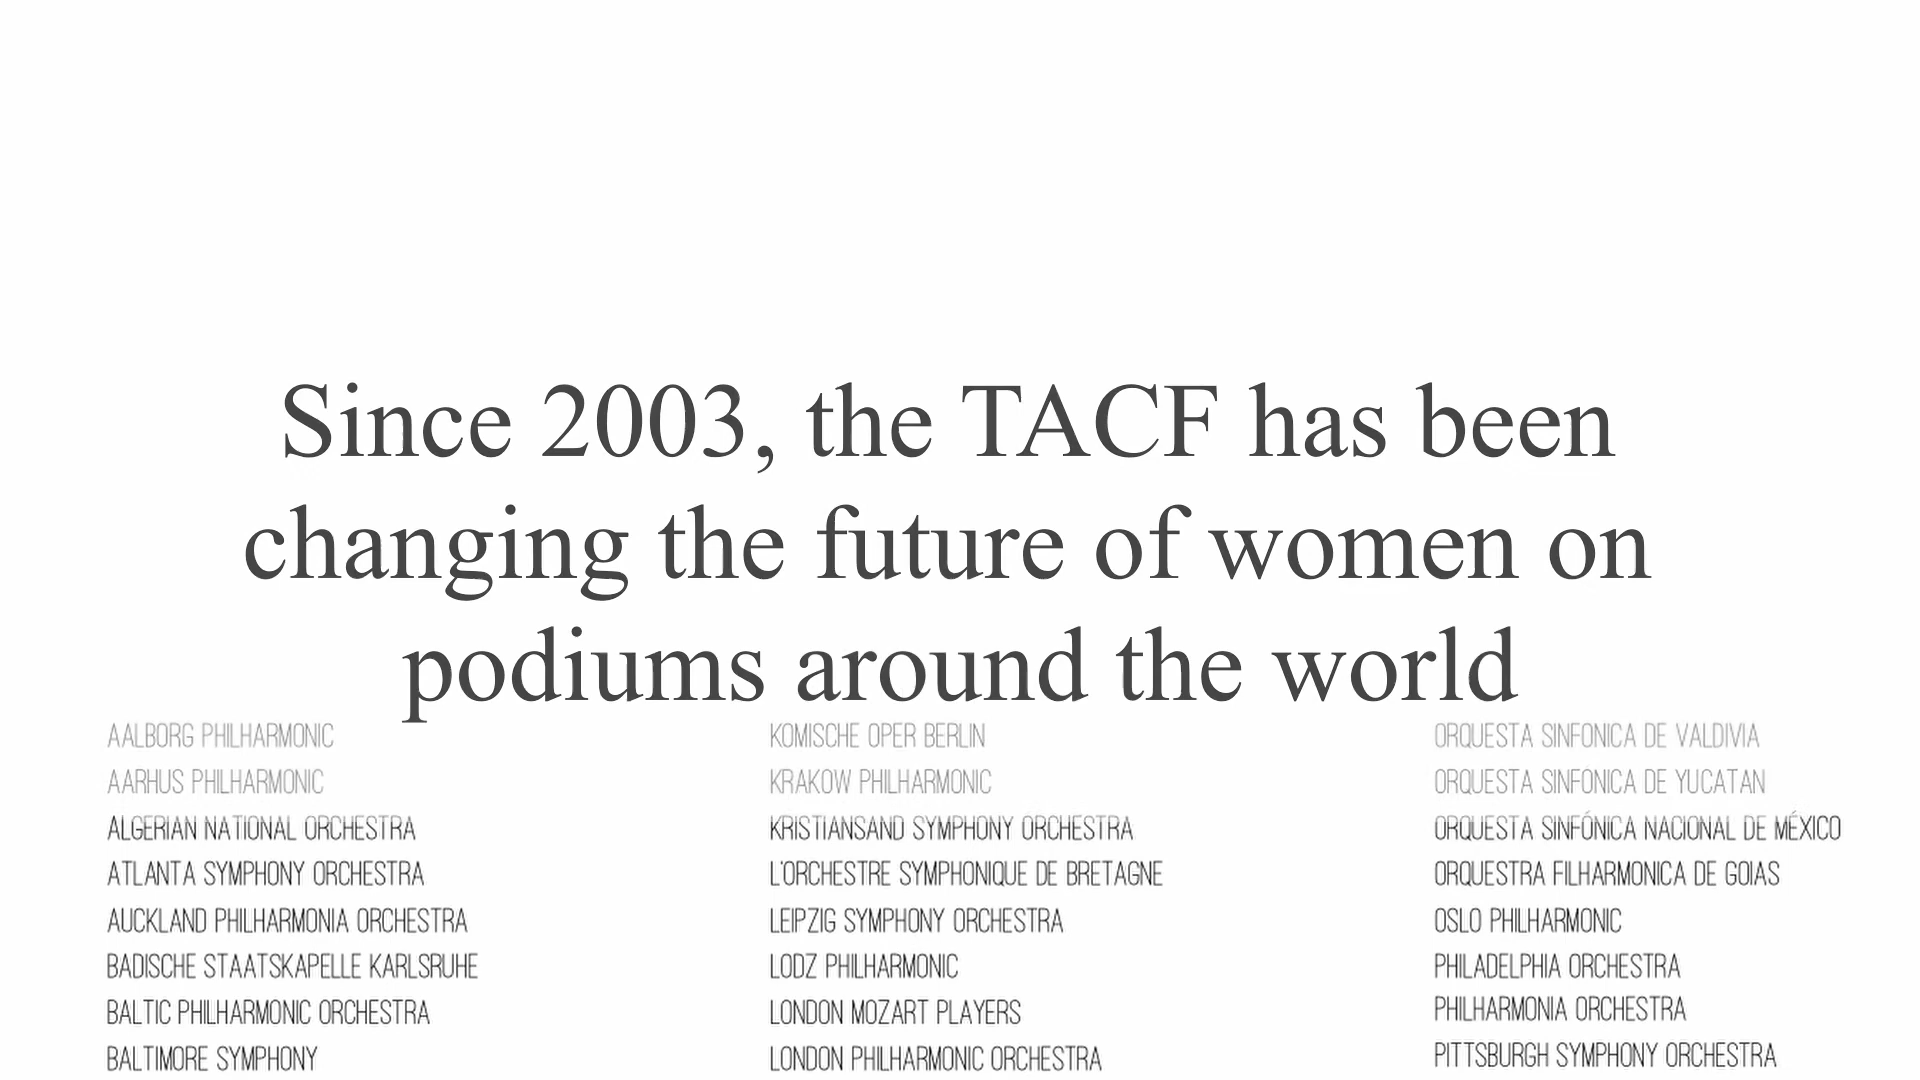 Since 2003, the TACF has been
changing the future of women on
podiums around the world
AALBORG PHILHARMONIC
AARHUS PHILHARMONIC
ALGERIAN NATIONAL ORCHESTRA
ATLANTA SYMPHONY ORCHESTRA
AUCKLAND PHILHARMONIA ORCHESTRA
BADISCHE STAATSKAPELLE KARLSRUHE
BALTIC PHILHARMONIC ORCHESTRA
BALTIMORE SYMPHONY
KOMISCHE OPER BERLIN
KRAKOW PHILHARMONIC
KRISTIANSAND SYMPHONY ORCHESTRA
L'ORCHESTRE SYMPHONIQUE DE BRETAGNE
LEIPZIG SYMPHONY ORCHESTRA
LODZ PHILHARMONIC
LONDON MOZART PLAYERS
LONDON PHILHARMONIC ORCHESTRA
ORQUESTA SINFONICA DE VALDIVIA
ORQUESTA SINFÓNICA DE YUCATAN
ORQUESTA SINFÓNICA NACIONAL DE MÉXICO
ORQUESTRA FILHARMONICA DE GOIAS
OSLO PHILHARMONIC
PHILADELPHIA ORCHESTRA
PHILHARMONIA ORCHESTRA
PITTSBURGH SYMPHONY ORCHESTRA